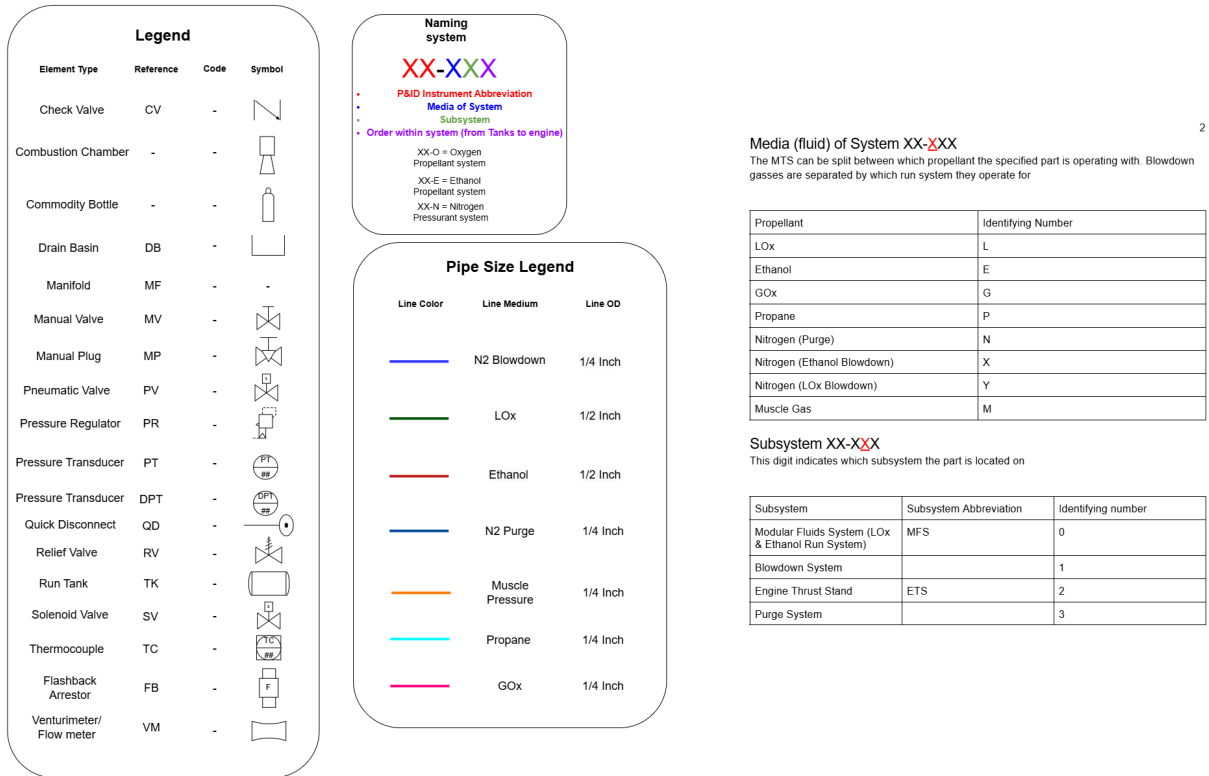 Legend
Element Type Reference Code Symbol
Check Valve CV -
Combustion Chamber - -
Commodity Bottle - -
Drain Basin DB -
Manifold MF - -
Manual Valve MV -
Manual Plug MP -
Pneumatic Valve PV - s
Pressure Regulator PR -
Pressure Transducer PT - PT
##
Pressure Transducer DPT - DPT
##
Quick Disconnect QD -
Relief Valve RV -
Run Tank TK -
Solenoid Valve SV - s
Thermocouple TC - TC
##
Flashback
Arrestor FB - F
Venturimeter/
Flow meter VM -
Naming
system
XX-XXX
• P&ID Instrument Abbreviation
• Media of System
• Subsystem
• Order within system (from Tanks to engine)
XX-O = Oxygen
Propellant system
XX-E = Ethanol
Propellant system
XX-N = Nitrogen
Pressurant system
Pipe Size Legend
Line Color Line Medium Line OD
N2 Blowdown 1/4 Inch
LOx 1/2 Inch
Ethanol 1/2 Inch
N2 Purge 1/4 Inch
Muscle
Pressure 1/4 Inch
Propane 1/4 Inch
GOx 1/4 Inch
2
Media (fluid) of System XX-XXX
The MTS can be split between which propellant the specified part is operating with. Blowdown
gasses are separated by which run system they operate for
Propellant Identifying Number
LOx L
Ethanol E
GOx G
Propane P
Nitrogen (Purge) N
Nitrogen (Ethanol Blowdown) X
Nitrogen (LOx Blowdown) Y
Muscle Gas M
Subsystem XX-XXX
This digit indicates which subsystem the part is located on
Subsystem Subsystem Abbreviation Identifying number
Modular Fluids System (LOx
& Ethanol Run System) MFS 0
Blowdown System 1
Engine Thrust Stand ETS 2
Purge System 3